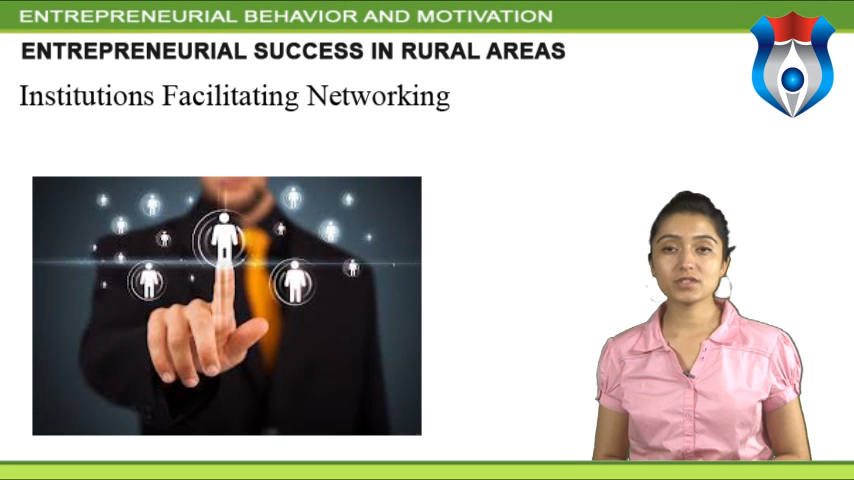 ENTREPRENEURIAL BEHAVIOR AND MOTIVATION
ENTREPRENEURIAL SUCCESS IN RURAL AREAS
Institutions Facilitating Networking